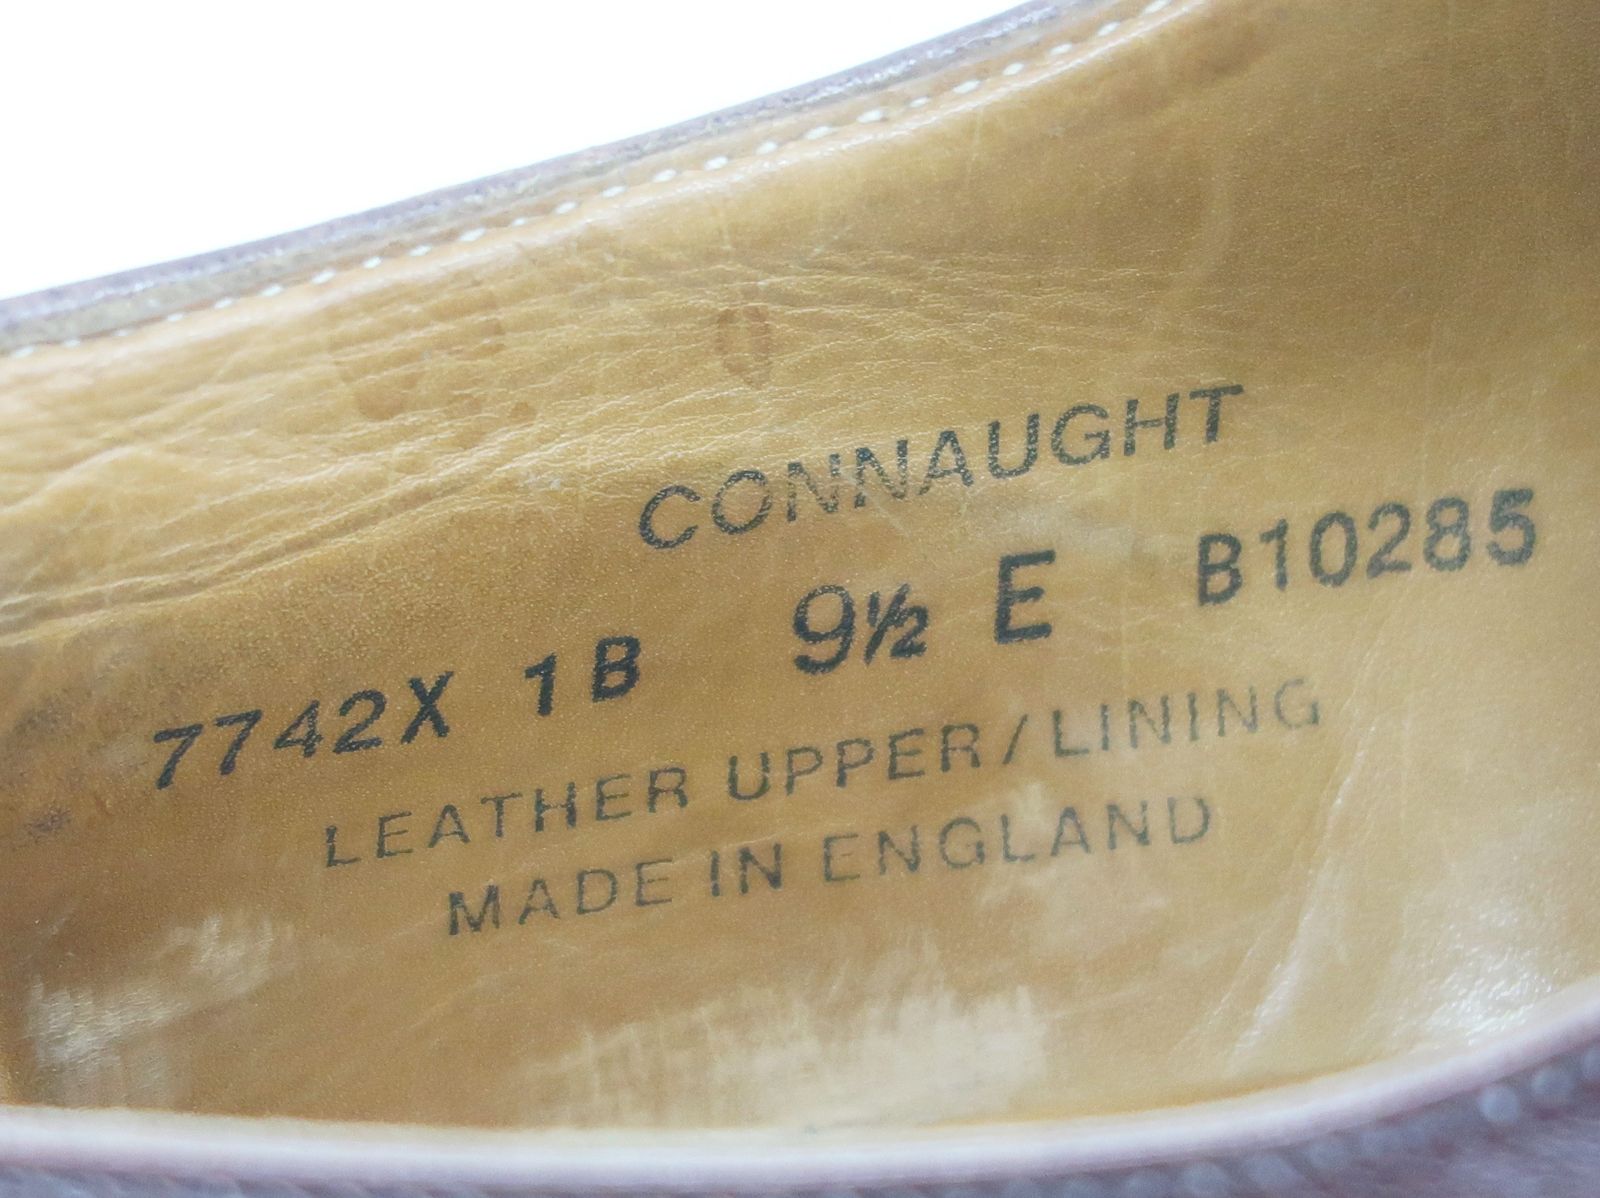 CONNAUGHT
7742X 1B 9½ E B10285
LEATHER UPPER/LINING
MADE IN ENGLAND